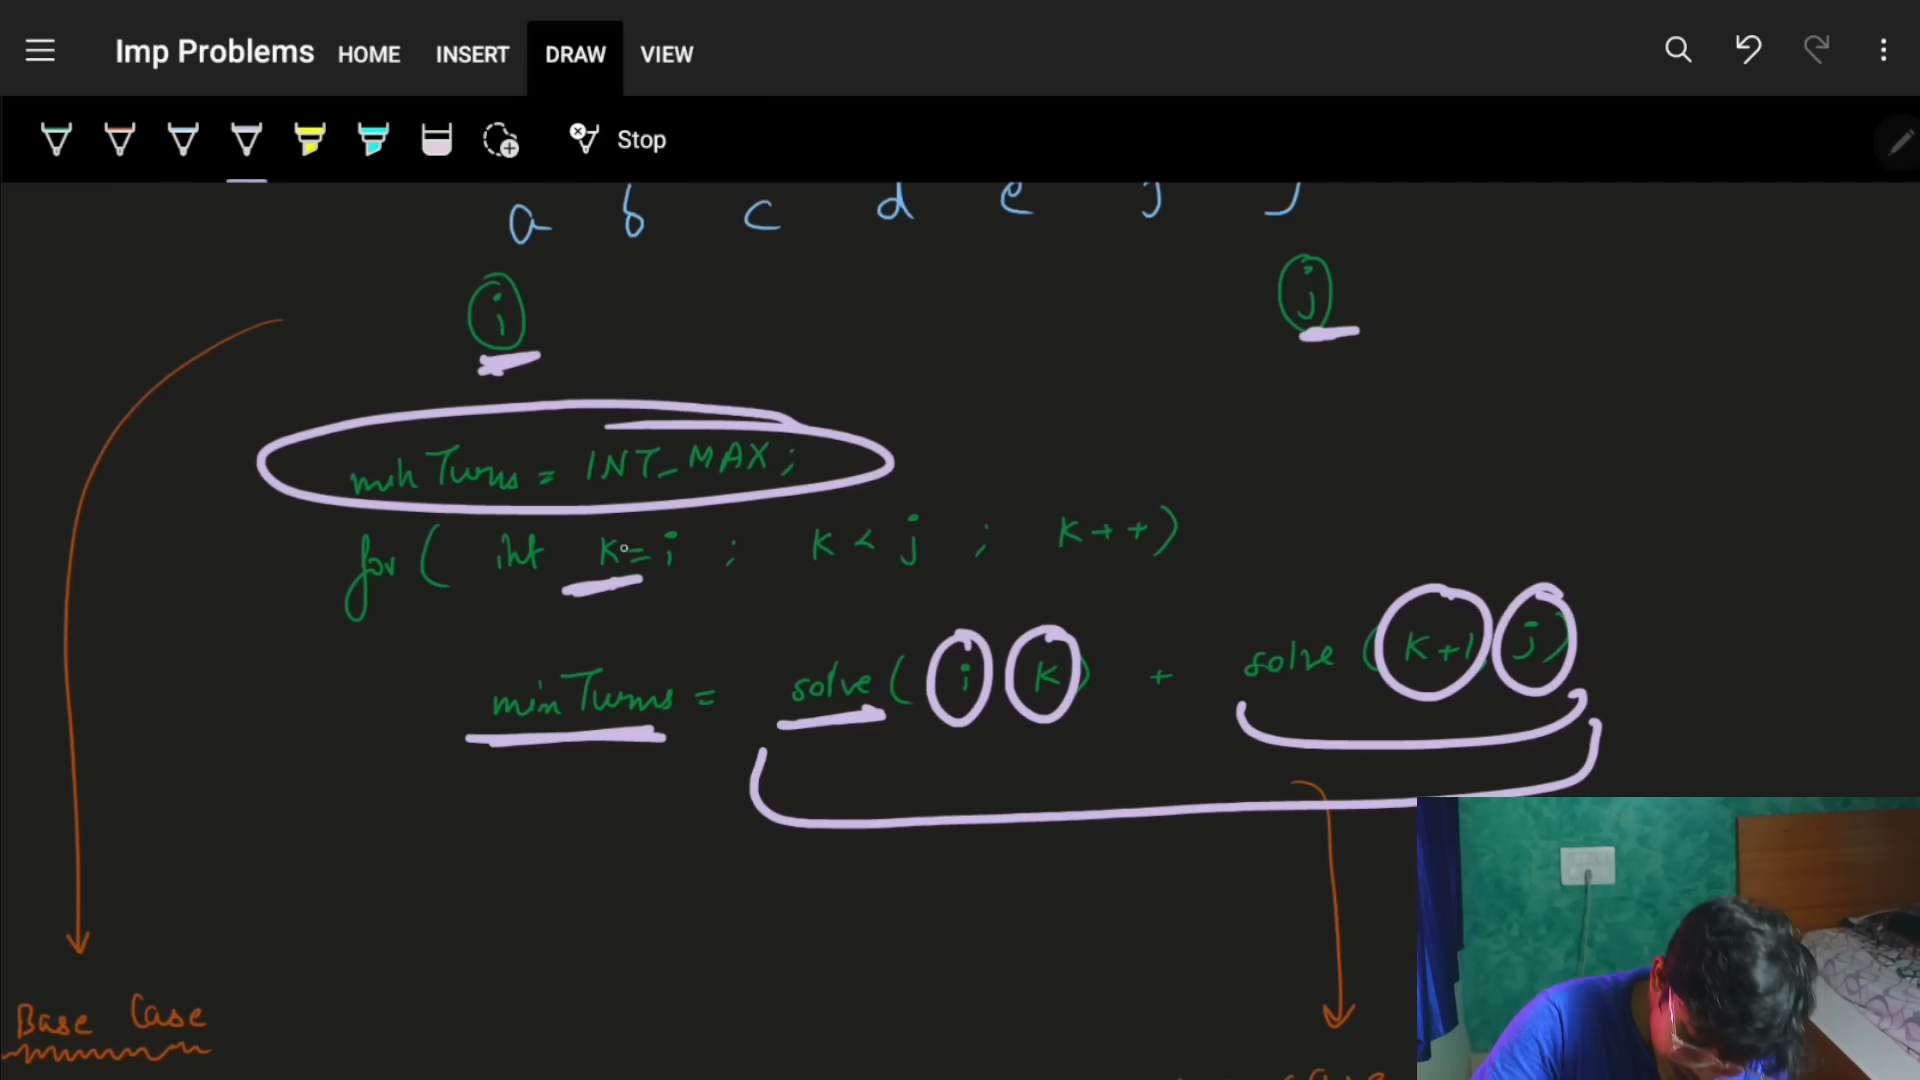 Imp Problems HOME INSERT DRAW VIEW
Stop
a b c d e
i j
minTurns = INT_MAX;
for ( int K=i ; K < j ; K++)
minTurns = solve(i K) + solve (K+1 j)
Base Case